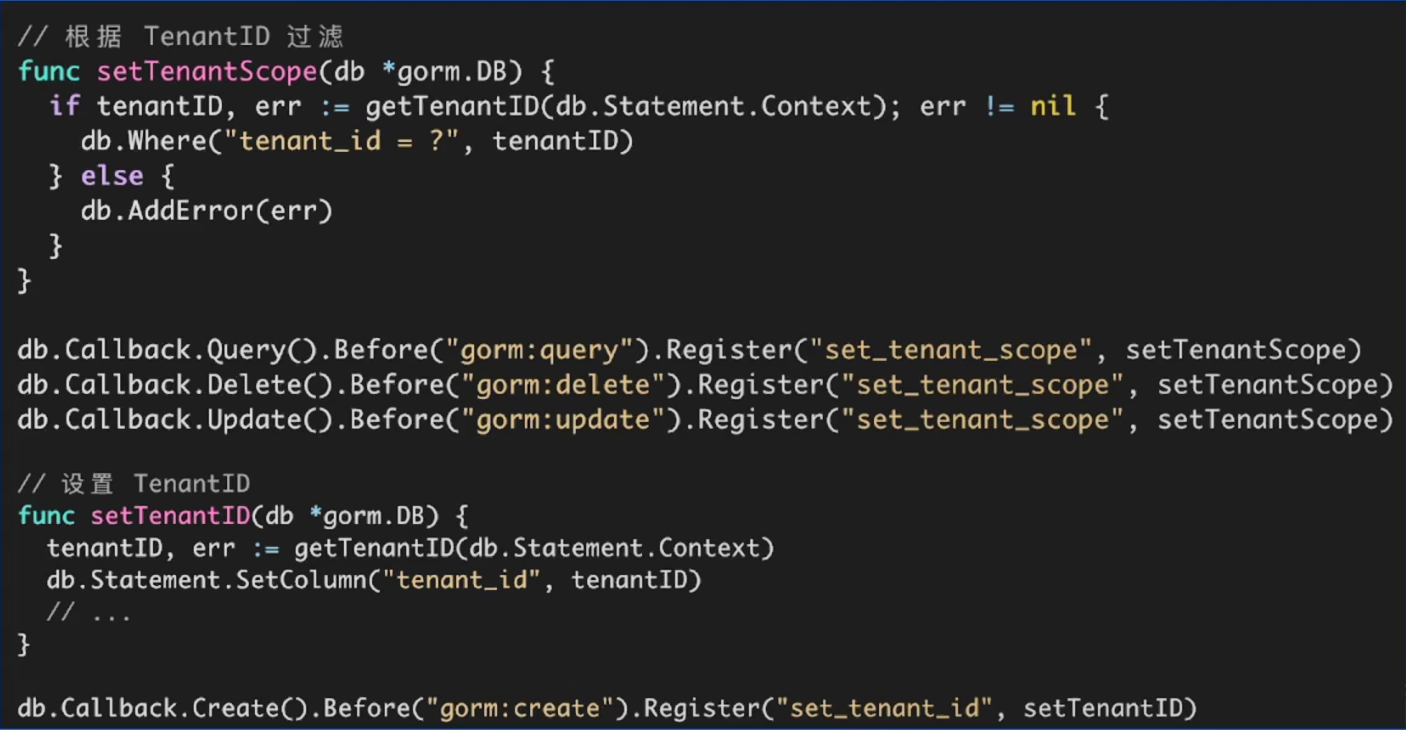 // 根据 TenantID 过滤
func setTenantScope(db *gorm.DB) {
  if tenantID, err := getTenantID(db.Statement.Context); err != nil {
    db.Where("tenant_id = ?", tenantID)
  } else {
    db.AddError(err)
  }
}

db.Callback.Query().Before("gorm:query").Register("set_tenant_scope", setTenantScope)
db.Callback.Delete().Before("gorm:delete").Register("set_tenant_scope", setTenantScope)
db.Callback.Update().Before("gorm:update").Register("set_tenant_scope", setTenantScope)

// 设置 TenantID
func setTenantID(db *gorm.DB) {
  tenantID, err := getTenantID(db.Statement.Context)
  db.Statement.SetColumn("tenant_id", tenantID)
  // ...
}

db.Callback.Create().Before("gorm:create").Register("set_tenant_id", setTenantID)